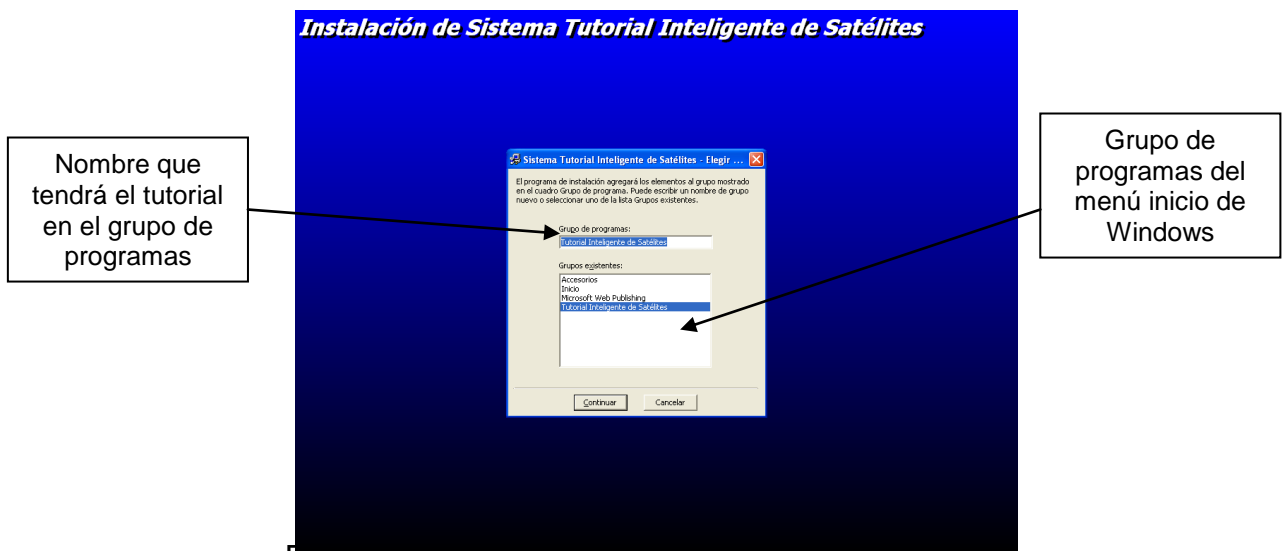 Instalación de Sistema Tutorial Inteligente de Satélites
Nombre que
tendrá el tutorial
en el grupo de
programas
Sistema Tutorial Inteligente de Satélites - Elegir ...
El programa de instalación agregará los elementos al grupo mostrado
en el cuadro Grupo de programa. Puede escribir un nombre de grupo
nuevo o seleccionar uno de la lista Grupos existentes.
Grupo de programas:
Tutorial Inteligente de Satélites
Grupos existentes:
Accesorios
Inicio
Microsoft Web Publishing
Tutorial Inteligente de Satélites
Continuar
Cancelar
Grupo de
programas del
menú inicio de
Windows